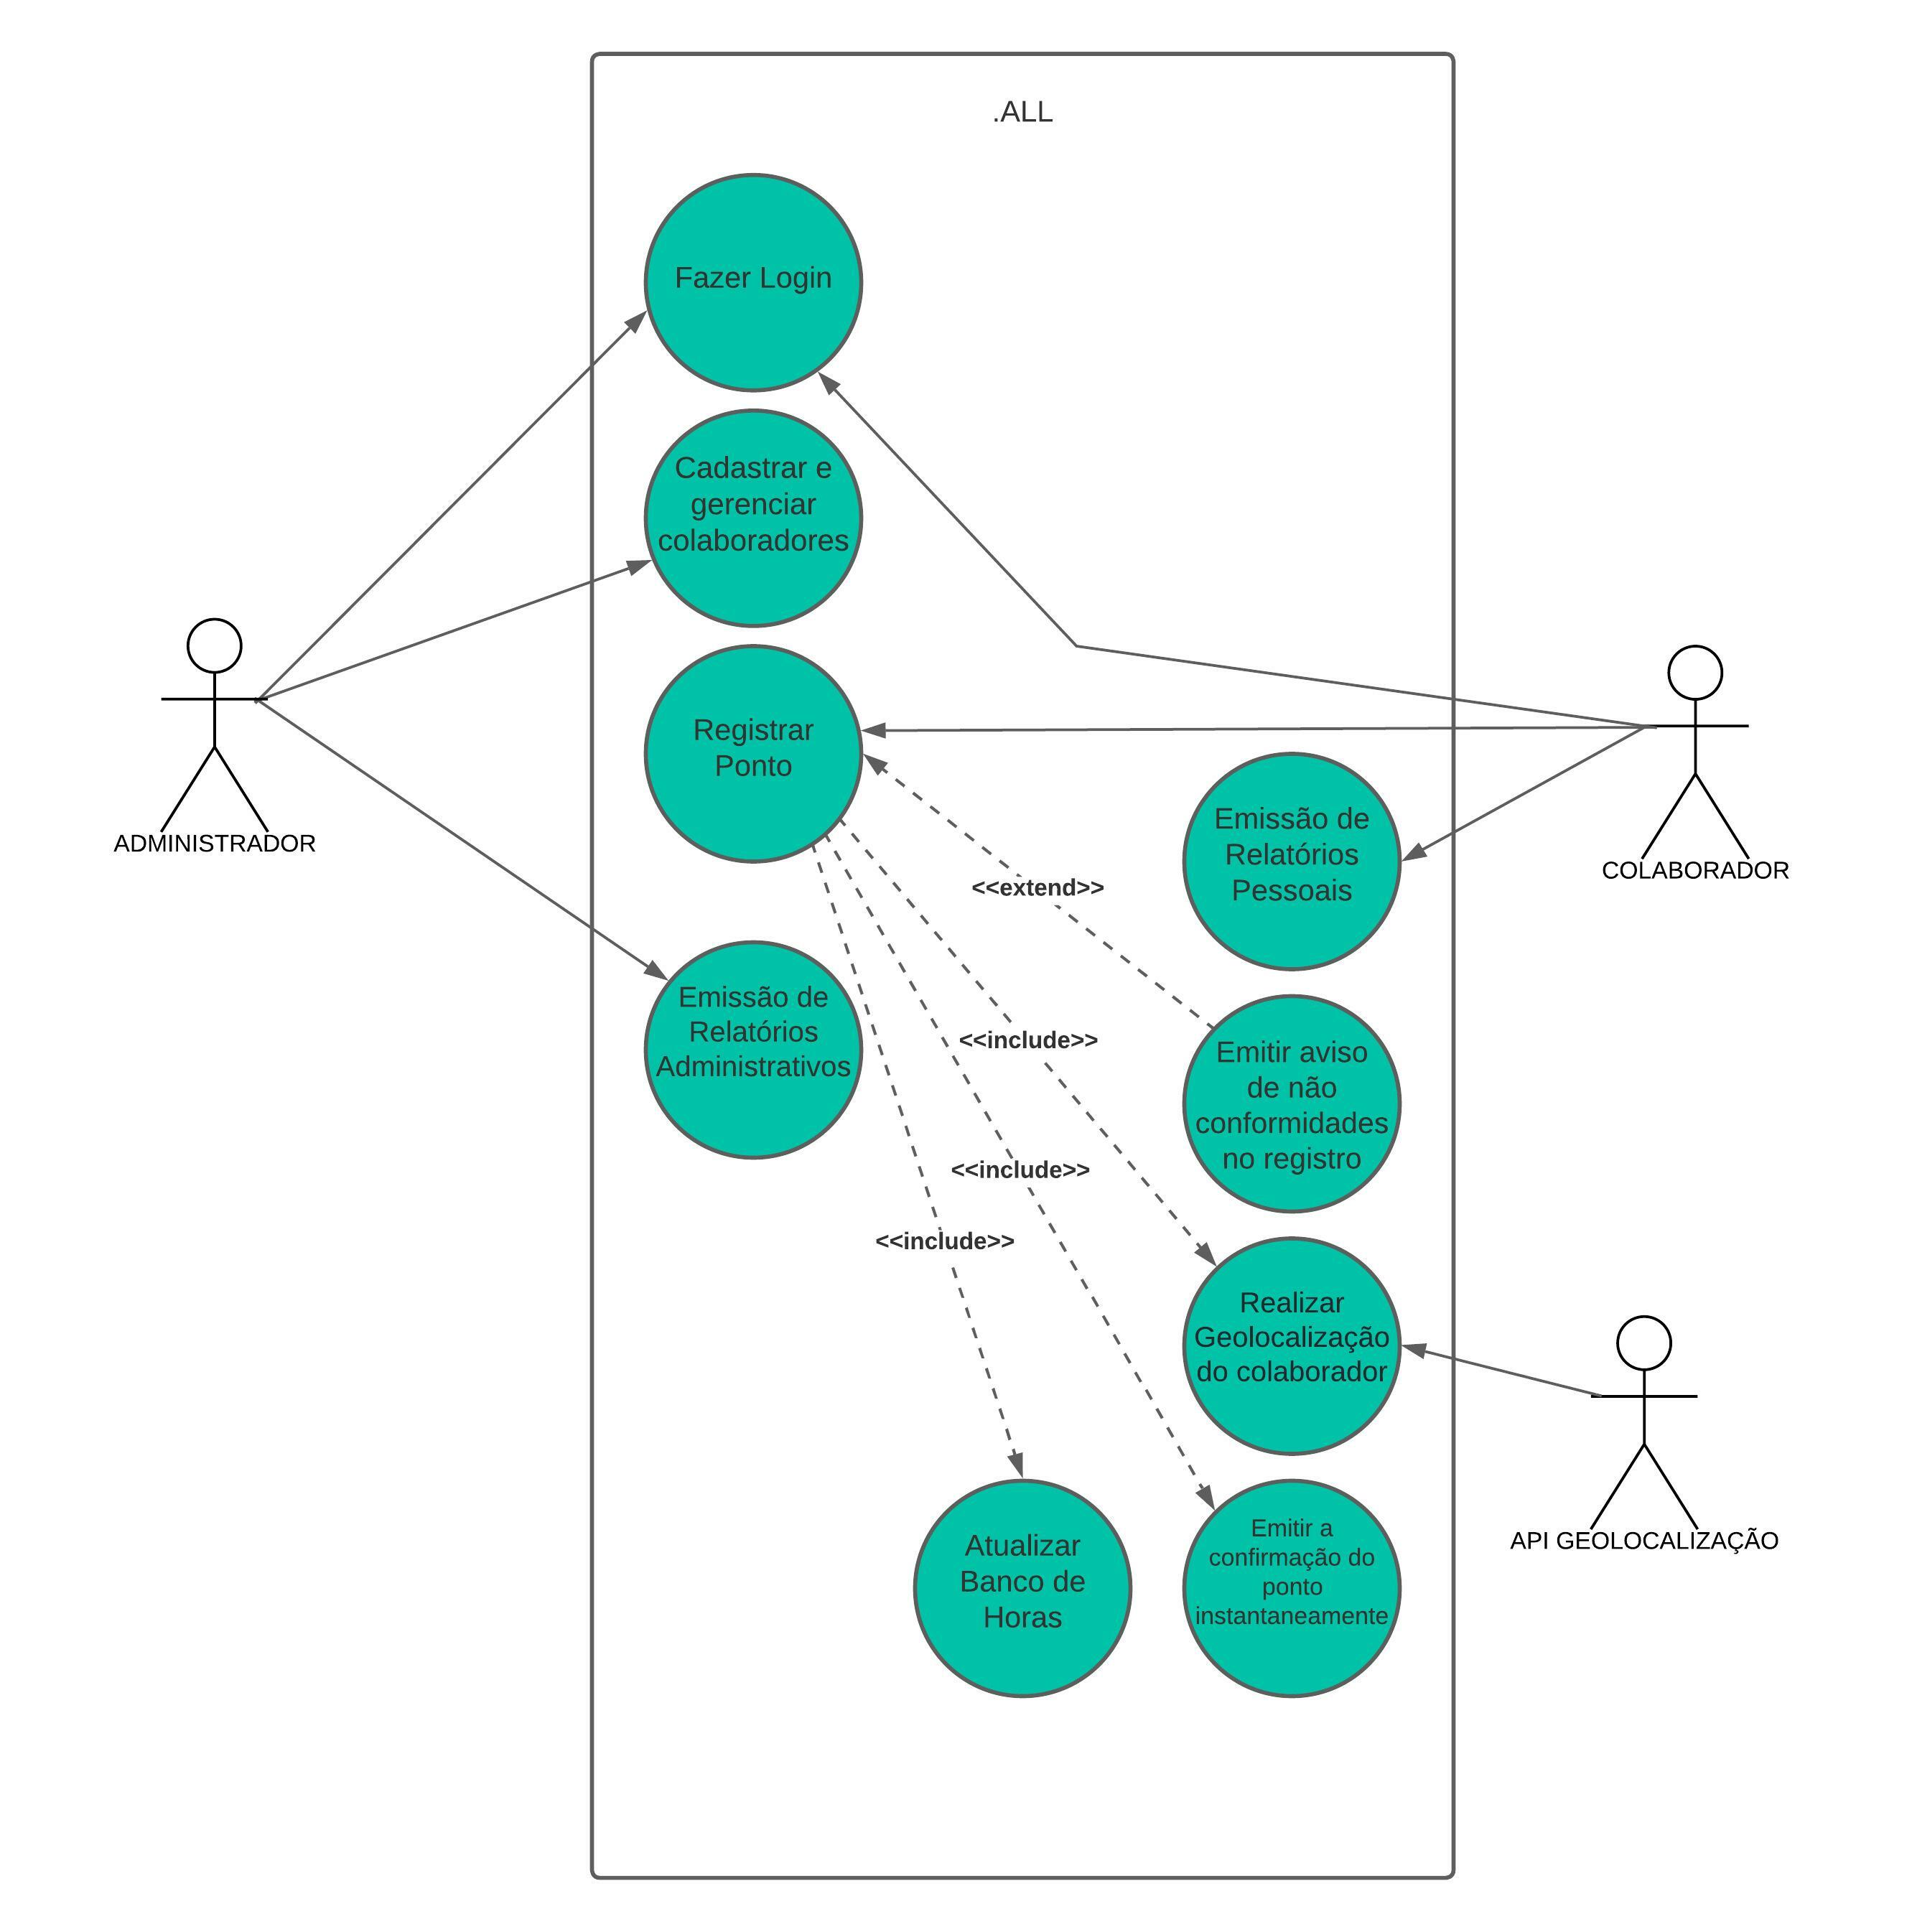 .ALL
Fazer Login
Cadastrar e
gerenciar
colaboradores
Registrar
Ponto
ADMINISTRADOR
Emissão de
Relatórios
Pessoais
COLABORADOR
<<extend>>
Emissão de
Relatórios
Administrativos
<<include>>
Emitir aviso
de não
conformidades
no registro
<<include>>
<<include>>
Realizar
Geolocalização
do colaborador
API GEOLOCALIZAÇÃO
Atualizar
Banco de
Horas
Emitir a
confirmação do
ponto
instantaneamente